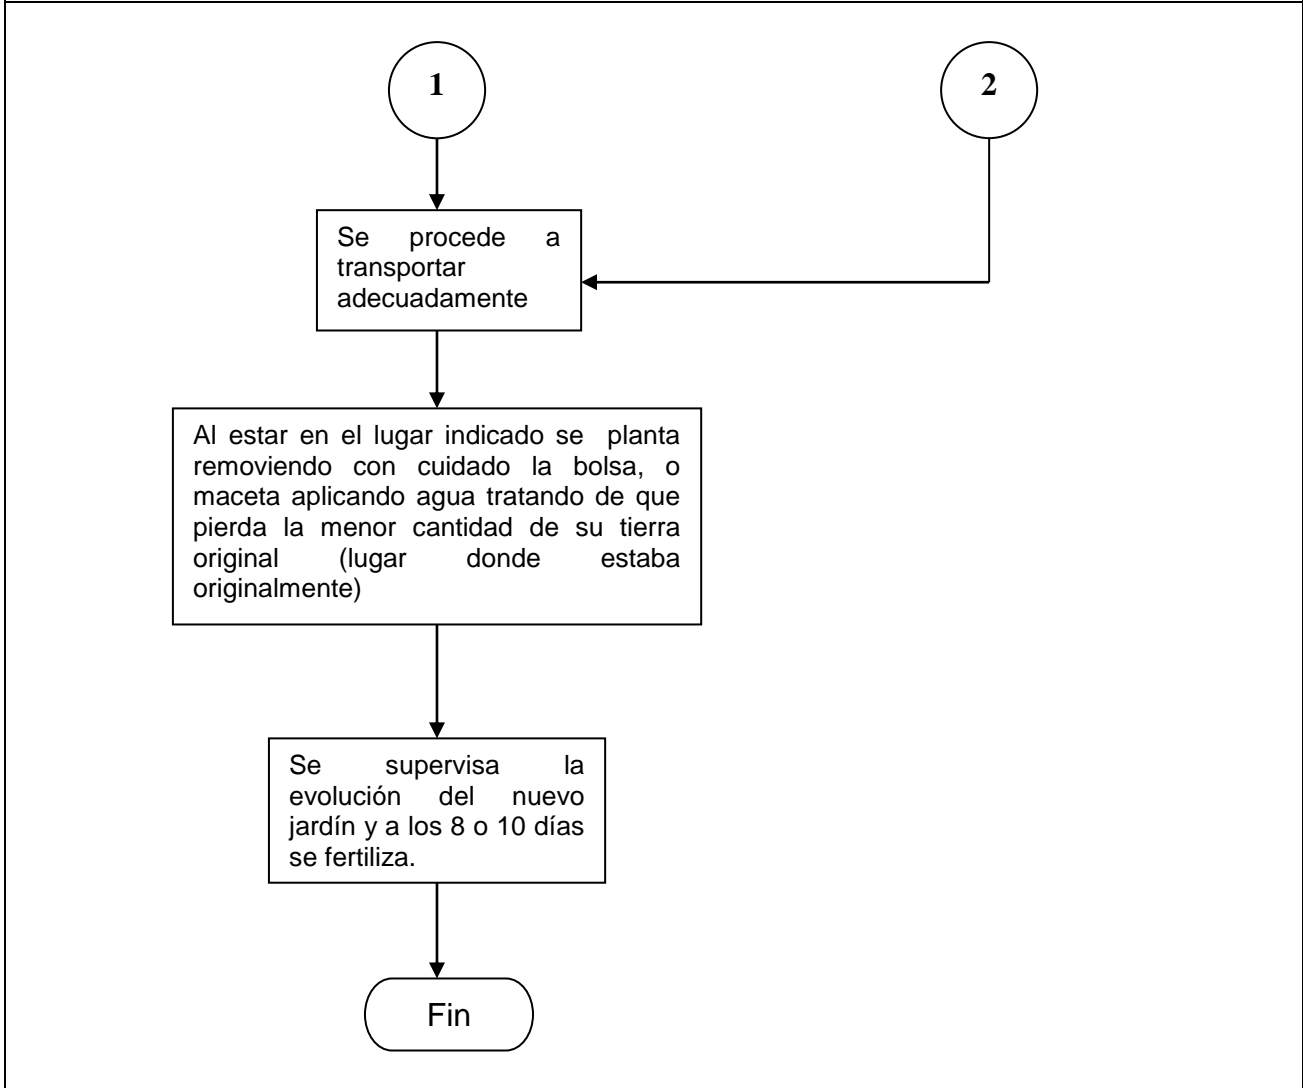 1
2
Se procede a
transportar
adecuadamente
Al estar en el lugar indicado se planta
removiendo con cuidado la bolsa, o
maceta aplicando agua tratando de que
pierda la menor cantidad de su tierra
original (lugar donde estaba
originalmente)
Se supervisa la
evolución del nuevo
jardín y a los 8 o 10 días
se fertiliza.
Fin